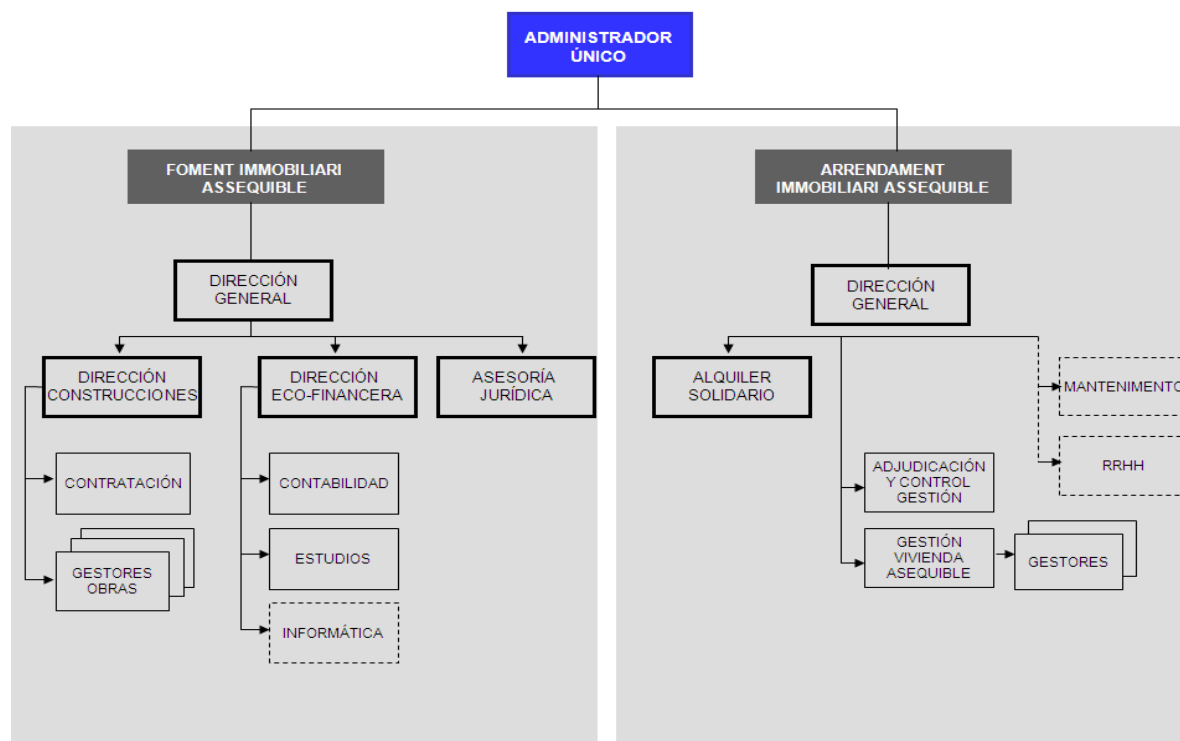 ADMINISTRADOR
ÚNICO
FOMENT IMMOBILIARI
ASSEQUIBLE
DIRECCIÓN
GENERAL
DIRECCIÓN
CONSTRUCCIONES
DIRECCIÓN
ECO-FINANCERA
ASESORÍA
JURÍDICA
CONTRATACIÓN
GESTORES
OBRAS
CONTABILIDAD
ESTUDIOS
INFORMÁTICA
ARRENDAMENT
IMMOBILIARI ASSEQUIBLE
DIRECCIÓN
GENERAL
ALQUILER
SOLIDARIO
MANTENIMENTO
RRHH
ADJUDICACIÓN
Y CONTROL
GESTIÓN
GESTIÓN
VIVIENDA
ASEQUIBLE
GESTORES